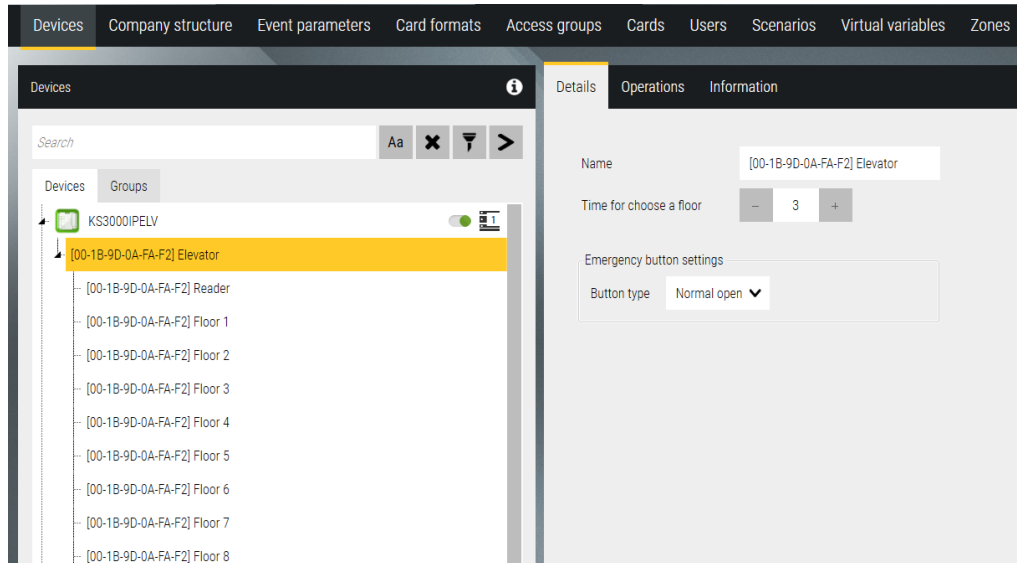 Devices Company structure Event parameters Card formats Access groups Cards Users Scenarios Virtual variables Zones
Devices
Search
Aa
Devices Groups
KS3000IPELV
1
[00-1B-9D-0A-FA-F2] Elevator
[00-1B-9D-0A-FA-F2] Reader
[00-1B-9D-0A-FA-F2] Floor 1
[00-1B-9D-0A-FA-F2] Floor 2
[00-1B-9D-0A-FA-F2] Floor 3
[00-1B-9D-0A-FA-F2] Floor 4
[00-1B-9D-0A-FA-F2] Floor 5
[00-1B-9D-0A-FA-F2] Floor 6
[00-1B-9D-0A-FA-F2] Floor 7
[00-1B-9D-0A-FA-F2] Floor 8
Details Operations Information
Name [00-1B-9D-0A-FA-F2] Elevator
Time for choose a floor - 3 +
Emergency button settings
Button type Normal open